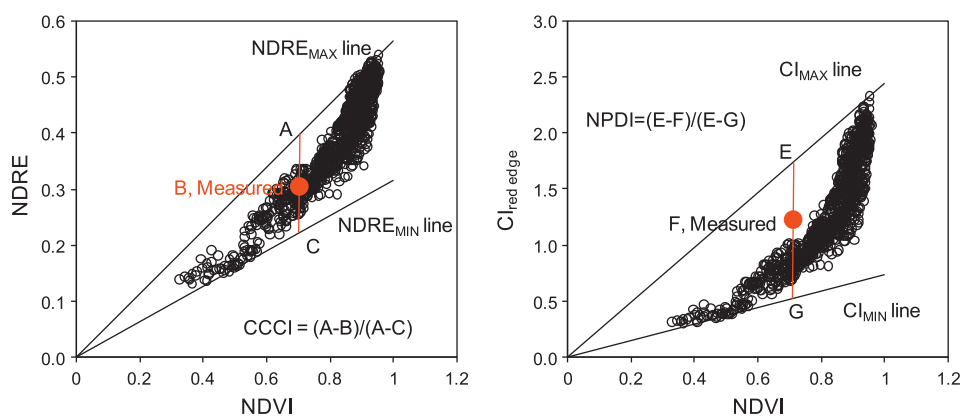 0.6
0.5
0.4
0.3
0.2
0.1
0.0
0
0.2
0.4
0.6
0.8
1
1.2
NDRE
NDVI
NDREMAX line
A
B, Measured
C
NDREMIN line
CCCI = (A-B)/(A-C)
3.0
2.5
2.0
1.5
1.0
0.5
0.0
0
0.2
0.4
0.6
0.8
1
1.2
CIred edge
NDVI
CIMAX line
NPDI=(E-F)/(E-G)
E
F, Measured
G
CIMIN line